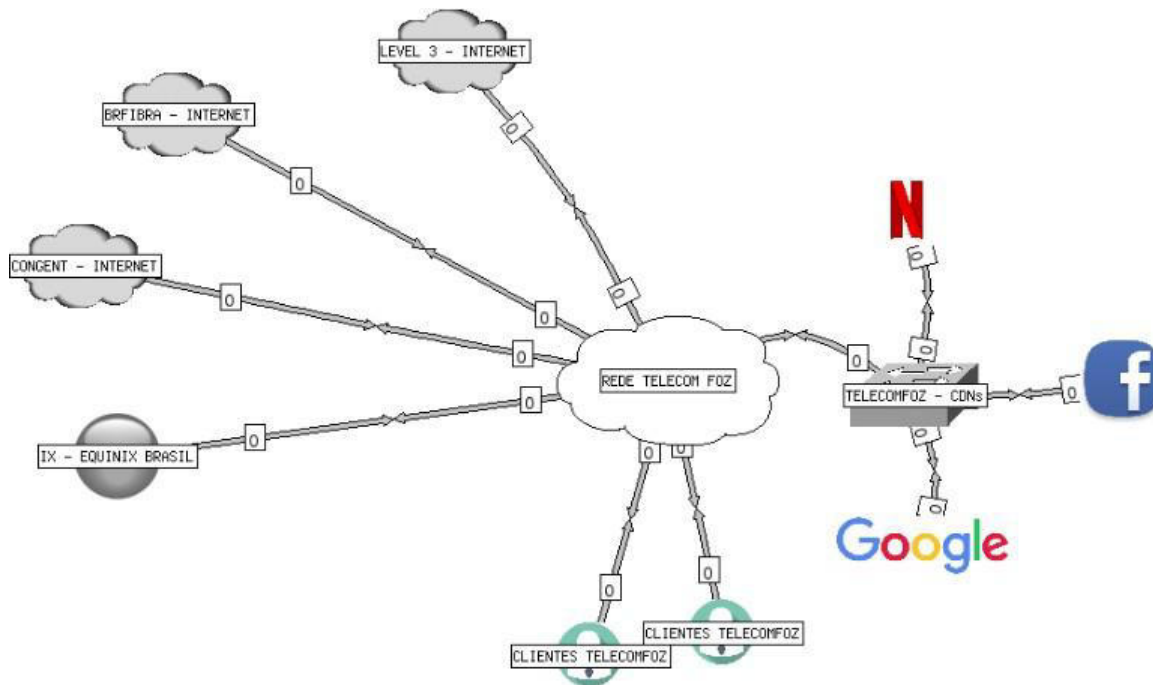 LEVEL 3 - INTERNET
0
BRFIBRA - INTERNET
0
N
0
CONGENT - INTERNET
0
0
0
0
0
0
0
REDE TELECOM FOZ
TELECOMFOZ - CDNs
0
f
0
0
IX - EQUINIX BRASIL
0
0
0
0
Google
0
0
CLIENTES TELECOMFOZ
CLIENTES TELECOMFOZ